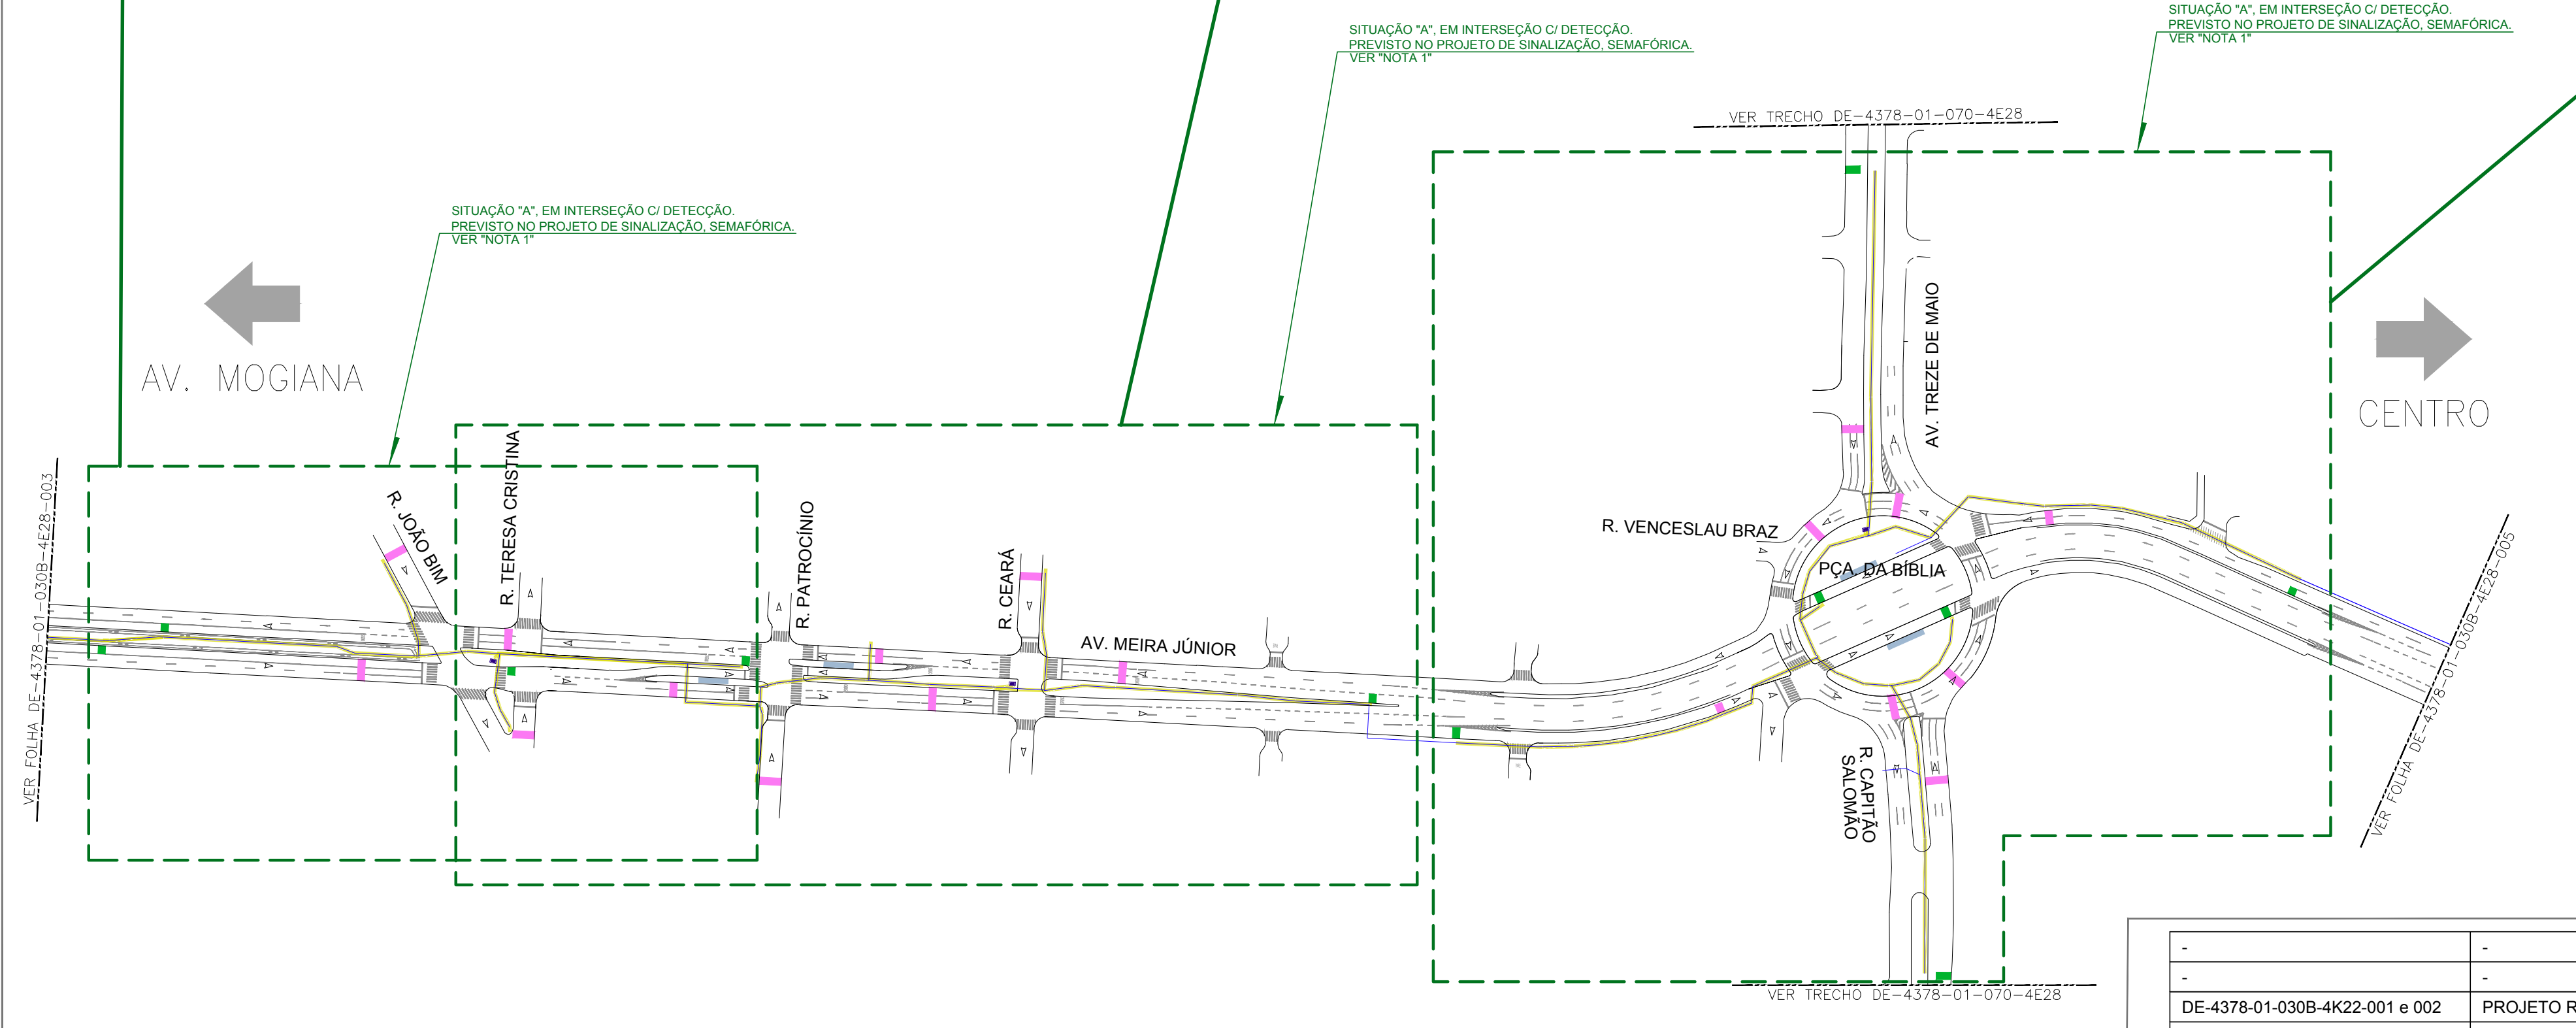 SITUAÇÃO "A", EM INTERSEÇÃO C/ DETECÇÃO.
PREVISTO NO PROJETO DE SINALIZAÇÃO, SEMAFÓRICA.
VER "NOTA 1"
SITUAÇÃO "A", EM INTERSEÇÃO C/ DETECÇÃO.
PREVISTO NO PROJETO DE SINALIZAÇÃO, SEMAFÓRICA.
VER "NOTA 1"
VER TRECHO DE-4378-01-070-4E28
SITUAÇÃO "A", EM INTERSEÇÃO C/ DETECÇÃO.
PREVISTO NO PROJETO DE SINALIZAÇÃO, SEMAFÓRICA.
VER "NOTA 1"
AV. MOGIANA
AV. TREZE DE MAIO
CENTRO
VER FOLHA DE-4378-01-030B-4E28-003
R. JOÃO BIM
R. TERESA CRISTINA
R. PATROCÍNIO
R. CEARÁ
AV. MEIRA JÚNIOR
R. VENCESLAU BRAZ
PÇA. DA BÍBLIA
R. CAPITÃO
SALOMÃO
VER FOLHA DE-4378-01-030B-4E28-005
VER TRECHO DE-4378-01-070-4E28
- -
- -
DE-4378-01-030B-4K22-001 e 002 PROJETO R